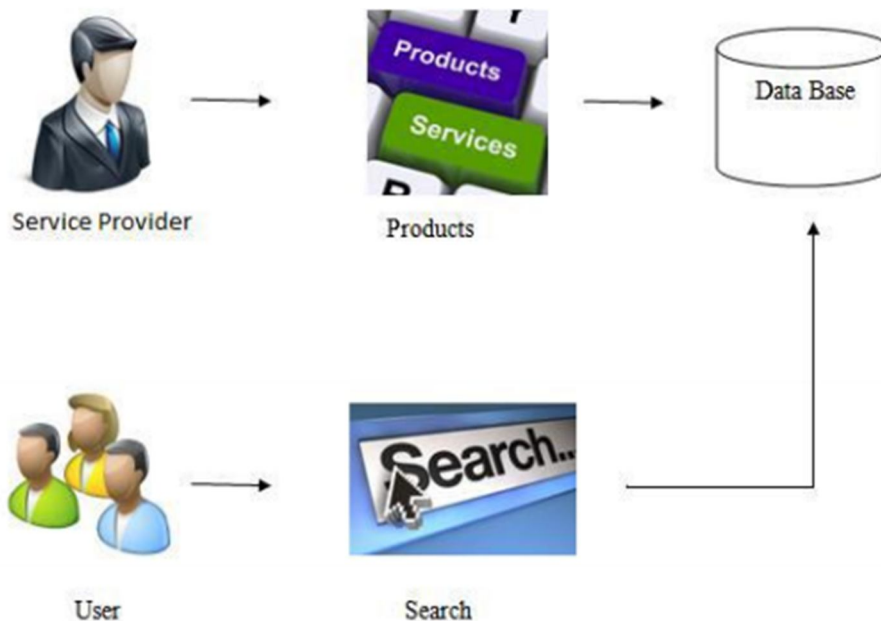 r
Products
Services
Data Base
Service Provider
Products
Search...
User
Search